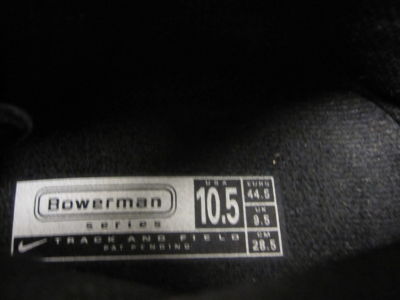 Bowerman
series
TRACK AND FIELD
PAT. PENDING
USA
10.5
EURO
44.5
UK
9.5
CM
28.5